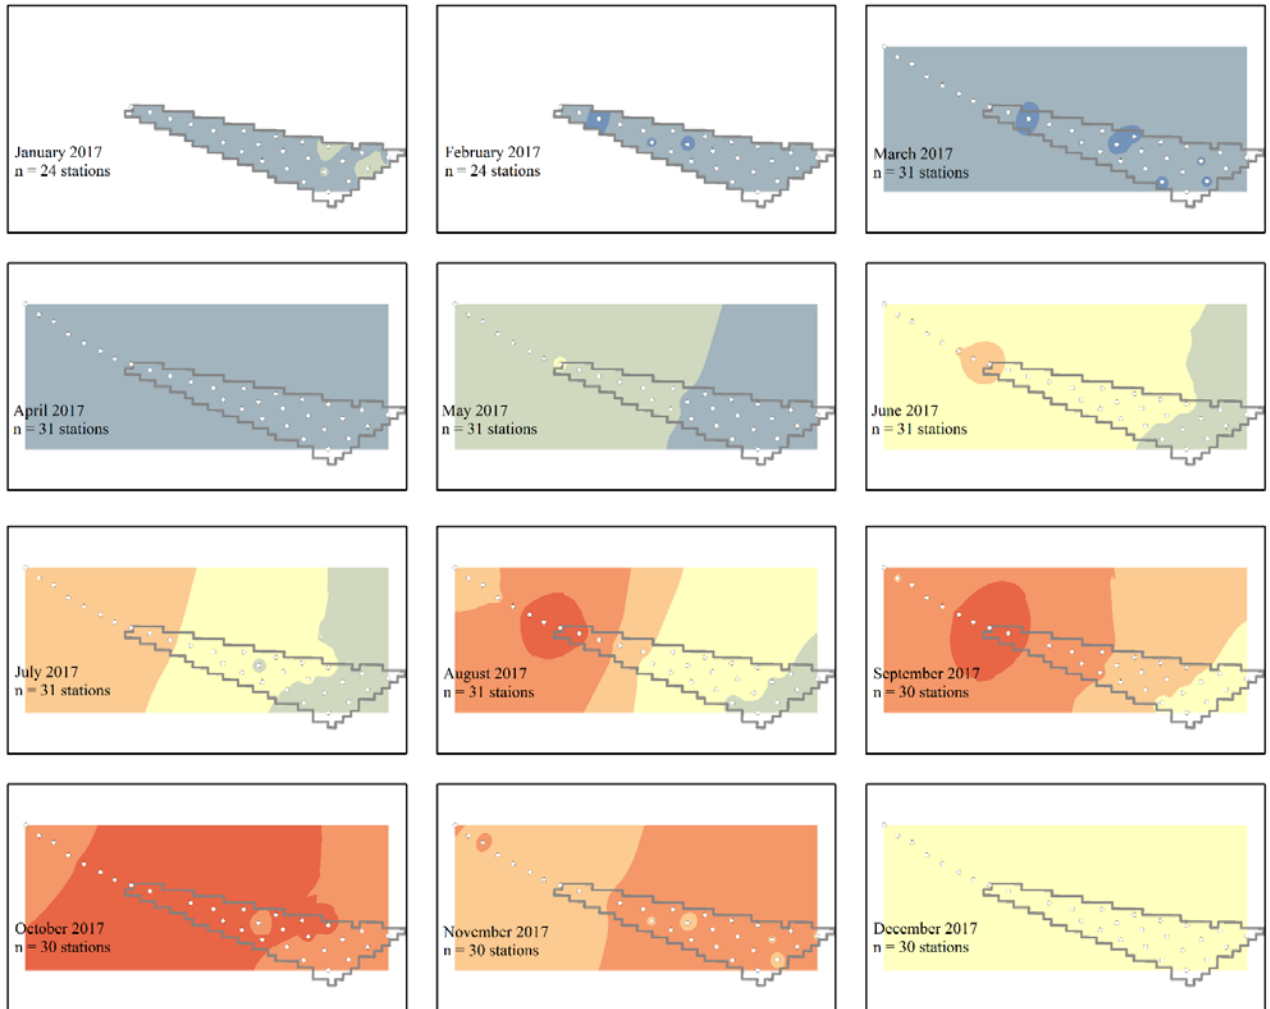 January 2017
n = 24 stations
February 2017
n = 24 stations
March 2017
n = 31 stations
April 2017
n = 31 stations
May 2017
n = 31 stations
June 2017
n = 31 stations
July 2017
n = 31 stations
August 2017
n = 31 staions
September 2017
n = 30 stations
October 2017
n = 30 stations
November 2017
n = 30 stations
December 2017
n = 30 stations